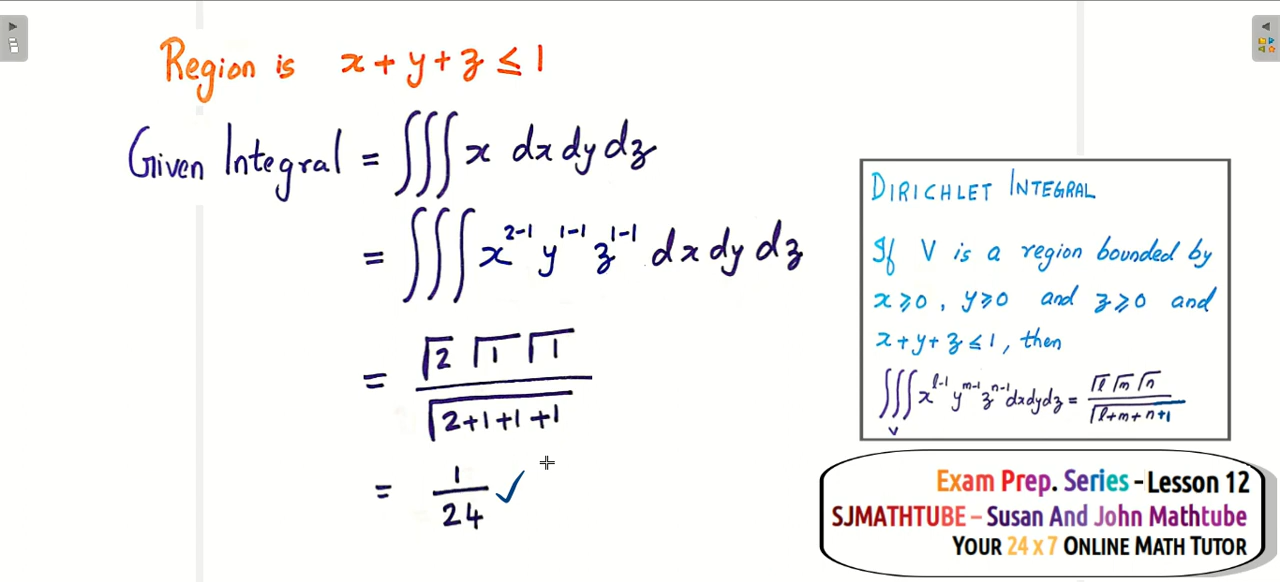 Region is x + y + z ≤ 1
Given Integral = ∭ x dx dy dz
= ∭ x^{2-1} y^{1-1} z^{1-1} dx dy dz
= (Γ2 Γ1 Γ1) / (Γ2+1+1+1)
= 1/24 ✓
DIRICHLET INTEGRAL
If V is a region bounded by
x ≥ 0, y ≥ 0 and z ≥ 0 and
x + y + z ≤ 1, then
∭_V x^{l-1} y^{m-1} z^{n-1} dx dy dz = (Γl Γm Γn) / (Γl+m+n+1)
Exam Prep. Series - Lesson 12
SJMATHTUBE – Susan And John Mathtube
YOUR 24 x 7 ONLINE MATH TUTOR